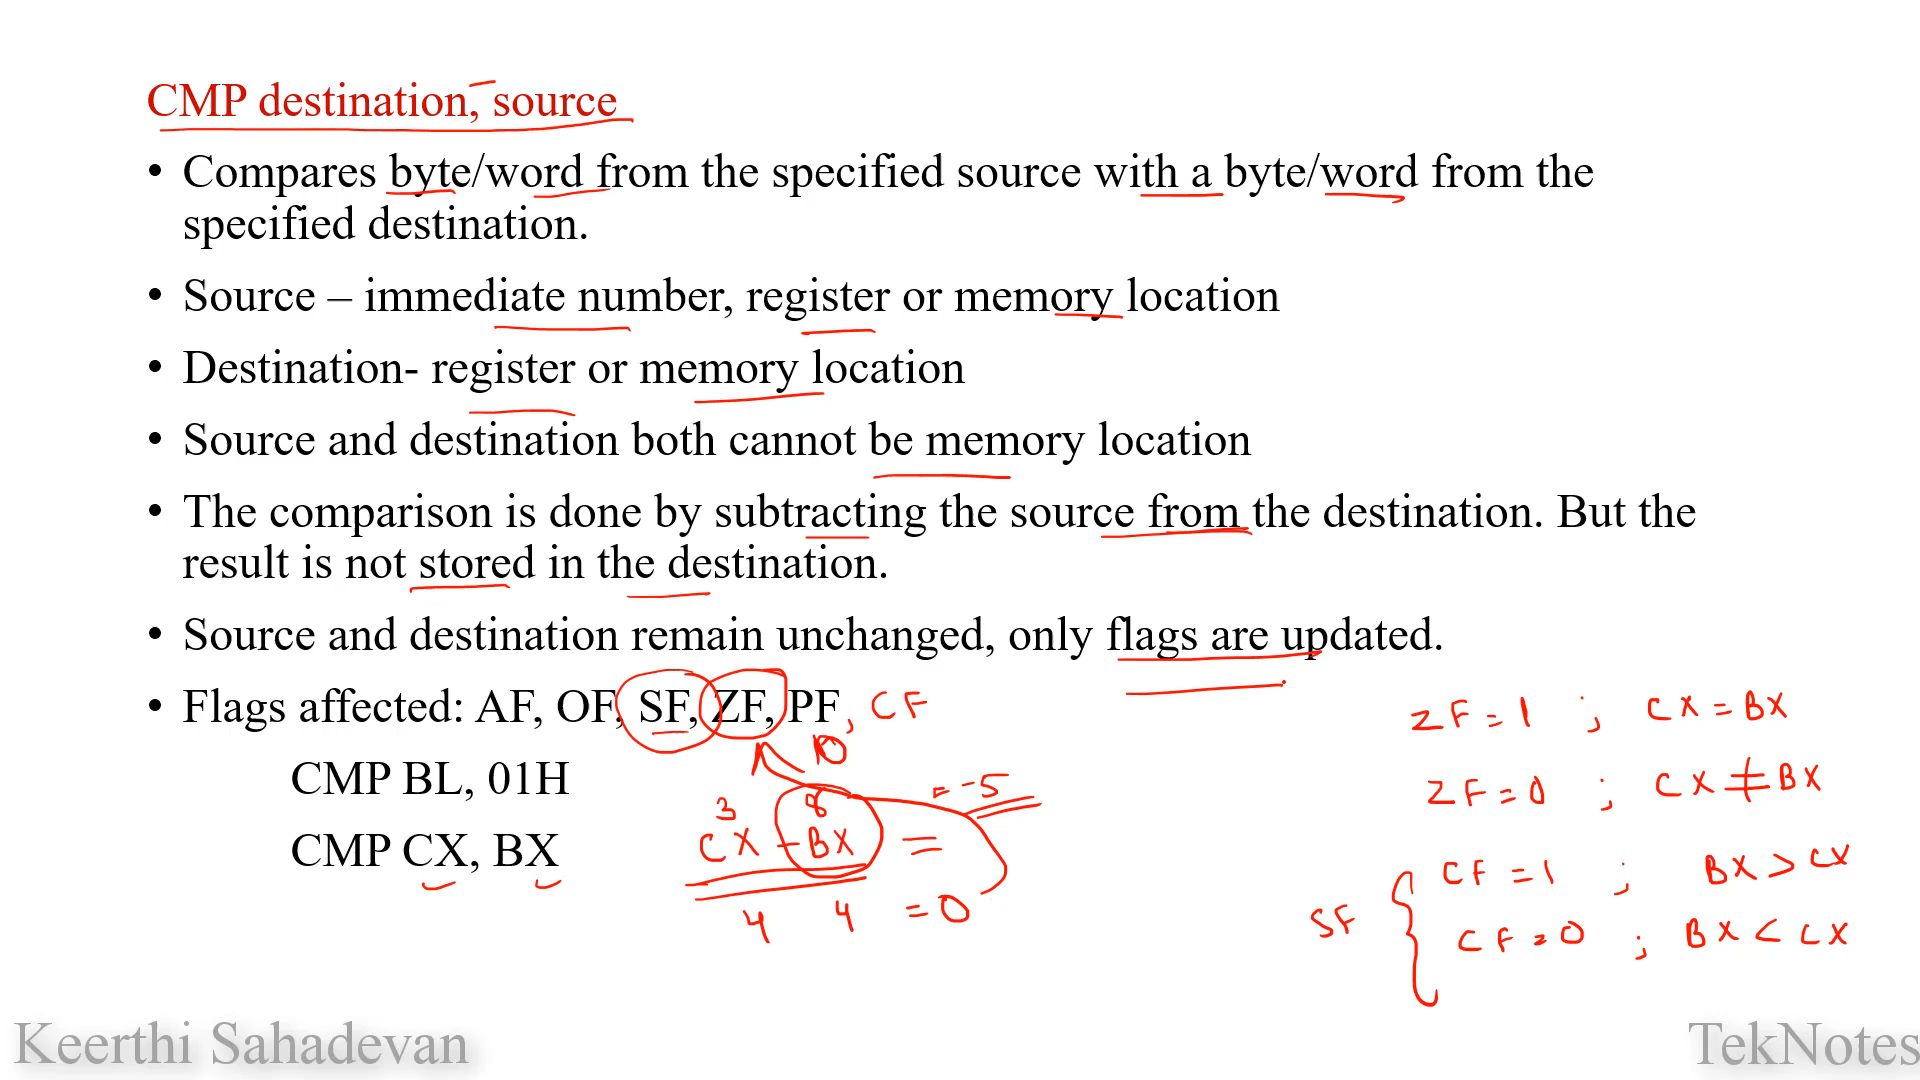 CMP destination, source
• Compares byte/word from the specified source with a byte/word from the
specified destination.
• Source – immediate number, register or memory location
• Destination- register or memory location
• Source and destination both cannot be memory location
• The comparison is done by subtracting the source from the destination. But the
result is not stored in the destination.
• Source and destination remain unchanged, only flags are updated.
• Flags affected: AF, OF, SF, ZF, PF, CF
CMP BL, 01H
CMP CX, BX
3 8 = -5
CX - BX =
4 4 = 0
ZF = 1 ; CX = BX
ZF = 0 ; CX ≠ BX
CF = 1 ; BX > CX
SF {
CF = 0 ; BX < CX
Keerthi Sahadevan
TekNotes